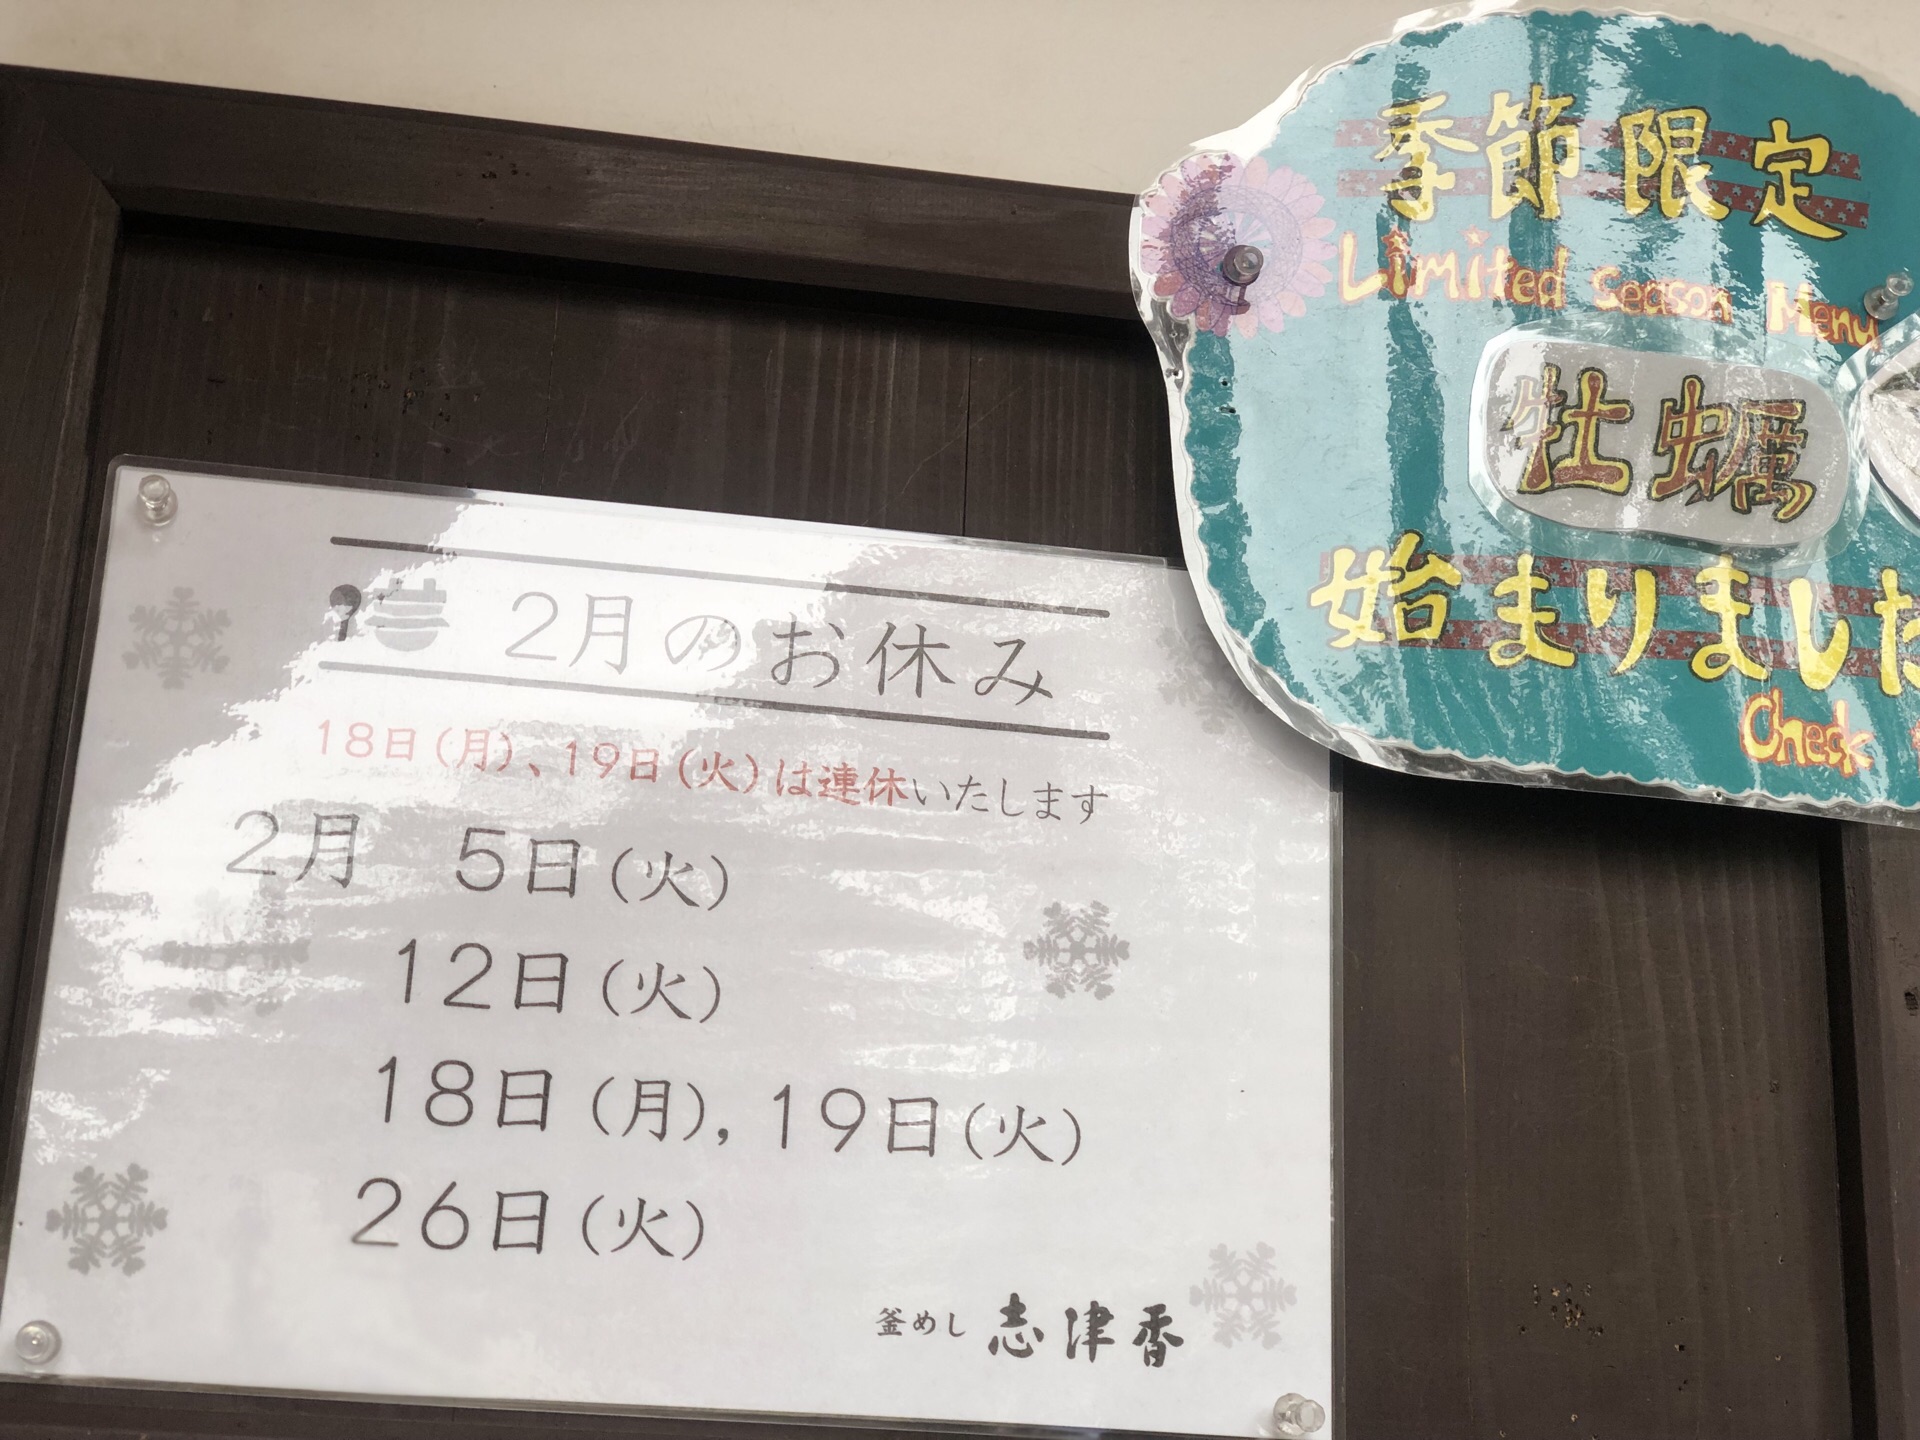 2月のお休み
18日(月)、19日(火)は連休いたします
2月 5日(火)
12日(火)
18日(月),19日(火)
26日(火)
釜めし 志津香
季節限定
Limited Season Menu
牡蠣
始まりました
Check